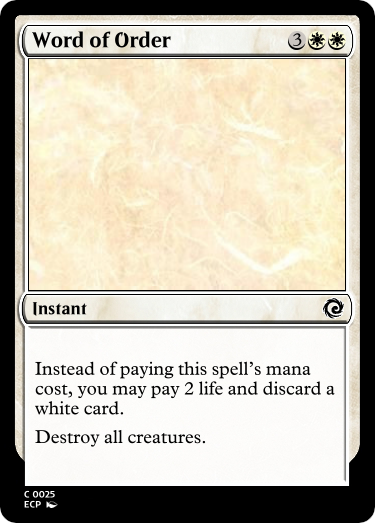 Word of Order 3
Instant
Instead of paying this spell's mana
cost, you may pay 2 life and discard a
white card.
Destroy all creatures.
C 0025
ECP